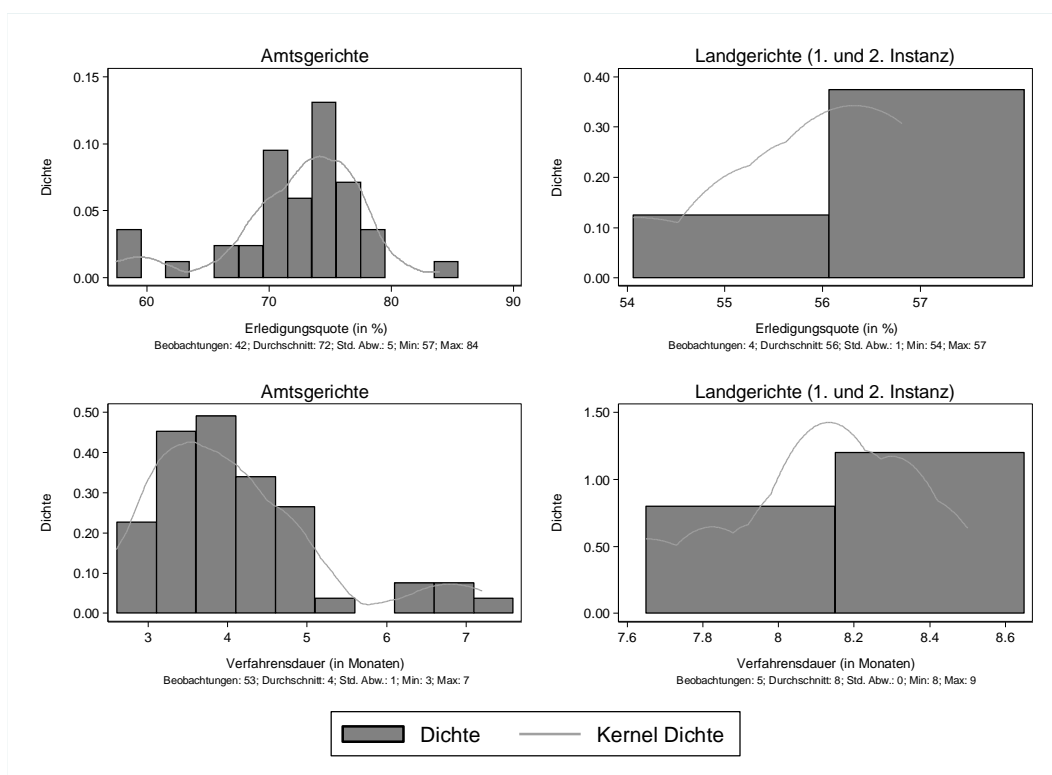 Amtsgerichte
0.15
0.10
0.05
0.00
Dichte
60 70 80 90
Erledigungsquote (in %)
Beobachtungen: 42; Durchschnitt: 72; Std. Abw.: 5; Min: 57; Max: 84
Landgerichte (1. und 2. Instanz)
0.40
0.30
0.20
0.10
0.00
Dichte
54 55 56 57
Erledigungsquote (in %)
Beobachtungen: 4; Durchschnitt: 56; Std. Abw.: 1; Min: 54; Max: 57
Amtsgerichte
0.50
0.40
0.30
0.20
0.10
0.00
Dichte
3 4 5 6 7
Verfahrensdauer (in Monaten)
Beobachtungen: 53; Durchschnitt: 4; Std. Abw.: 1; Min: 3; Max: 7
Landgerichte (1. und 2. Instanz)
1.50
1.00
0.50
0.00
Dichte
7.6 7.8 8 8.2 8.4 8.6
Verfahrensdauer (in Monaten)
Beobachtungen: 5; Durchschnitt: 8; Std. Abw.: 0; Min: 8; Max: 9
Dichte Kernel Dichte